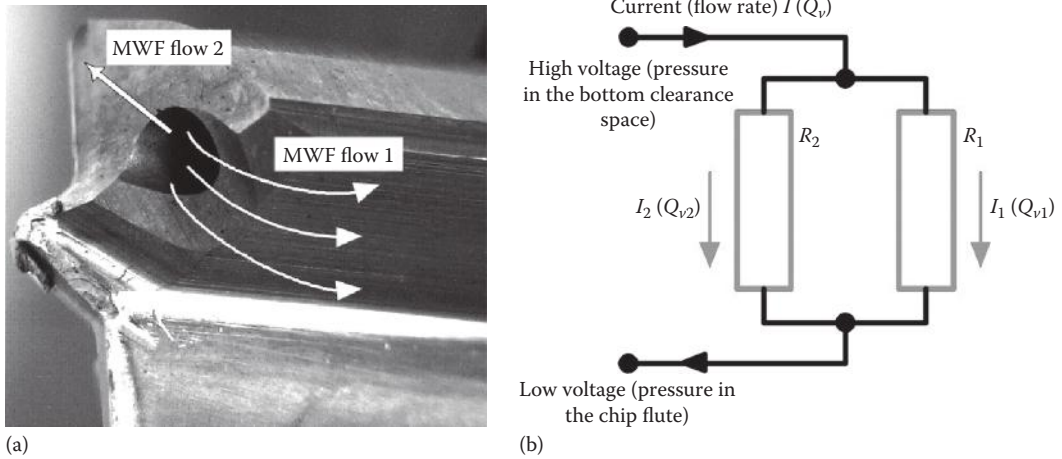 MWF flow 2
MWF flow 1
(a)
Current (flow rate) I (Qv)
High voltage (pressure
in the bottom clearance
space)
R2
R1
I2 (Qv2)
I1 (Qv1)
Low voltage (pressure in
the chip flute)
(b)